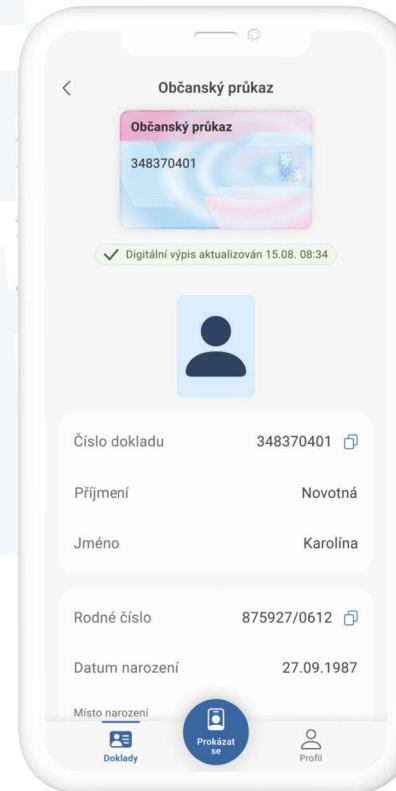 Občanský průkaz
Občanský průkaz
348370401
Digitální výpis aktualizován 15.08. 08:34
Číslo dokladu 348370401
Příjmení Novotná
Jméno Karolína
Rodné číslo 875927/0612
Datum narození 27.09.1987
Místo narození
Doklady
Prokázat
se
Profil